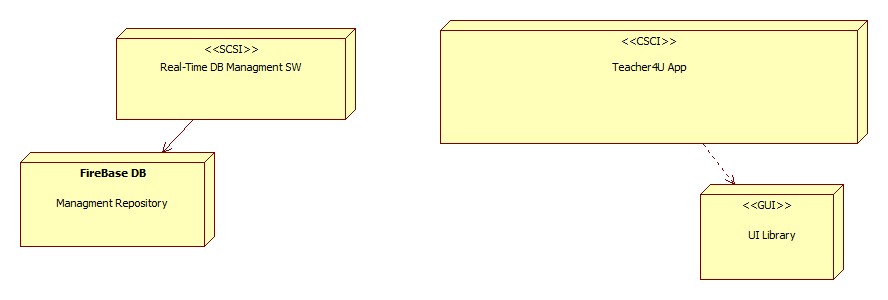 <<SCSI>>
Real-Time DB Managment SW
<<CSCI>>
Teacher4U App
FireBase DB
Managment Repository
<<GUI>>
UI Library